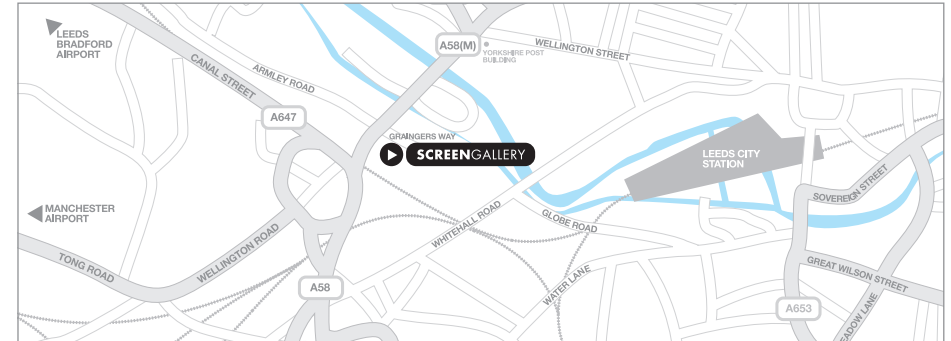 LEEDS
BRADFORD
AIRPORT
CANAL STREET
ARMLEY ROAD
A58(M)
YORKSHIRE POST
BUILDING
WELLINGTON STREET
A647
GRAINGERS WAY
SCREENGALLERY
LEEDS CITY
STATION
MANCHESTER
AIRPORT
SOVEREIGN STREET
WHITEHALL ROAD
GLOBE ROAD
WELLINGTON ROAD
TONG ROAD
WATER LANE
GREAT WILSON STREET
A58
A653
EADOW LANE